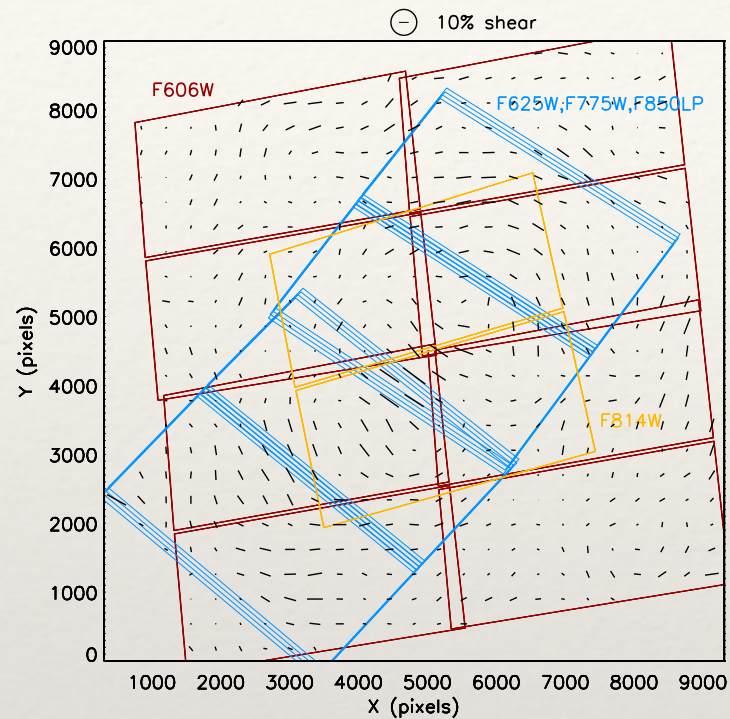 10% shear
9000
F606W
8000
F625W,F775W,F850LP
7000
6000
5000
Y (pixels)
4000
F814W
3000
2000
1000
0
1000 2000 3000 4000 5000 6000 7000 8000 9000
X (pixels)